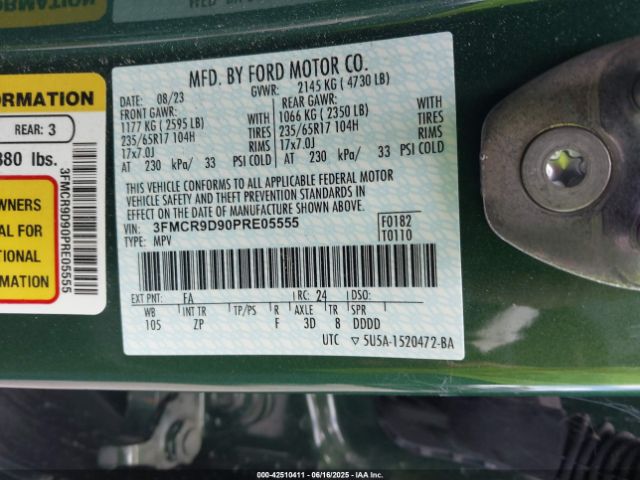 ORMATION
REAR: 3
880 lbs.
WNERS
AL FOR
TIONAL
3FMCR9D90PRE05555
MFD. BY FORD MOTOR CO.
DATE: 08/23 GVWR: 2145 KG ( 4730 LB)
FRONT GAWR: REAR GAWR:
1177 KG (2595 LB) WITH 1066 KG (2350 LB) WITH
235/65R17 104H TIRES 235/65R17 104H TIRES
17x7.0J RIMS 17x7.0J RIMS
AT 230 kPa/ 33 PSI COLD AT 230 kPa/ 33 PSI COLD
THIS VEHICLE CONFORMS TO ALL APPLICABLE FEDERAL MOTOR
VEHICLE SAFETY AND THEFT PREVENTION STANDARDS IN
EFFECT ON THE DATE OF MANUFACTURE SHOWN ABOVE.
VIN: 3FMCR9D90PRE05555 F0182
TYPE: MPV T0110
EXT PNT: FA RC: 24 DSO:
WB INT TR TP/PS R AXLE TR SPR
105 ZP F 3D 8 DDDD
UTC 5U5A-1520472-BA
000-42510411 - 06/16/2025 - IAA Inc.